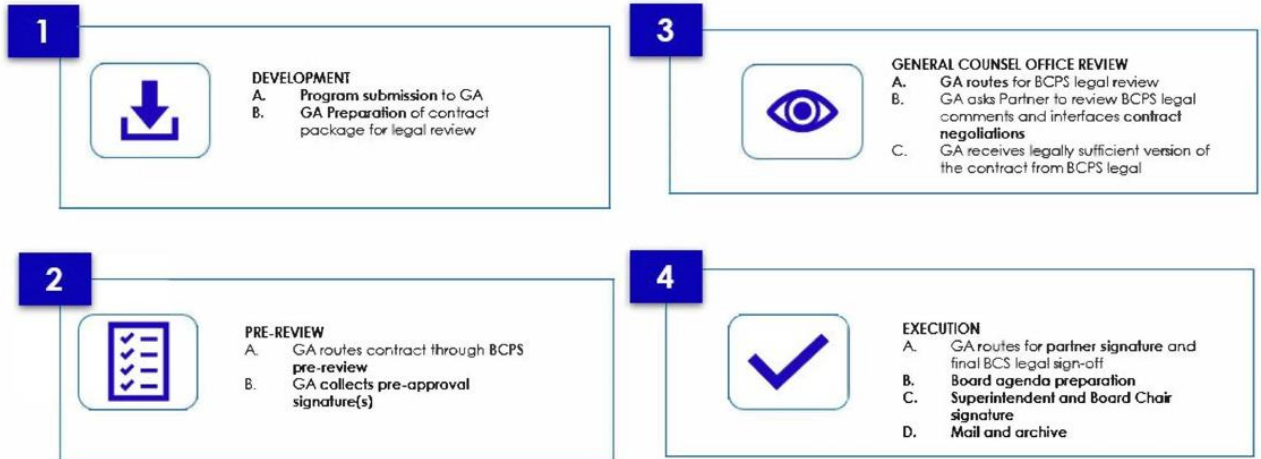 1
DEVELOPMENT
A. Program submission to GA
B. GA Preparation of contract
package for legal review
2
PRE-REVIEW
A. GA routes contract through BCPS
pre-review
B. GA collects pre-approval
signature(s)
3
GENERAL COUNSEL OFFICE REVIEW
A. GA routes for BCPS legal review
B. GA asks Partner to review BCPS legal
comments and interfaces contract
negoliations
C. GA receives legally sufficient version of
the contract from BCPS legal
4
EXECUTION
A. GA routes for partner signature and
final BCS legal sign-off
B. Board agenda preparation
C. Superintendent and Board Chair
signature
D. Mail and archive